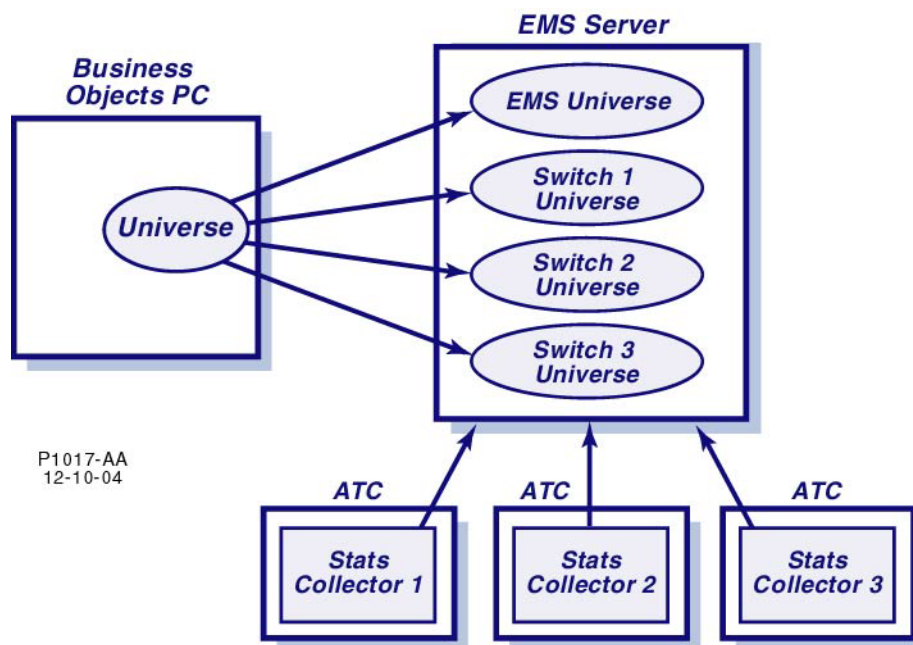 EMS Server
Business
Objects PC
EMS Universe
Switch 1
Universe
Universe
Switch 2
Universe
Switch 3
Universe
P1017-AA
12-10-04
ATC
ATC
ATC
Stats
Collector 1
Stats
Collector 2
Stats
Collector 3